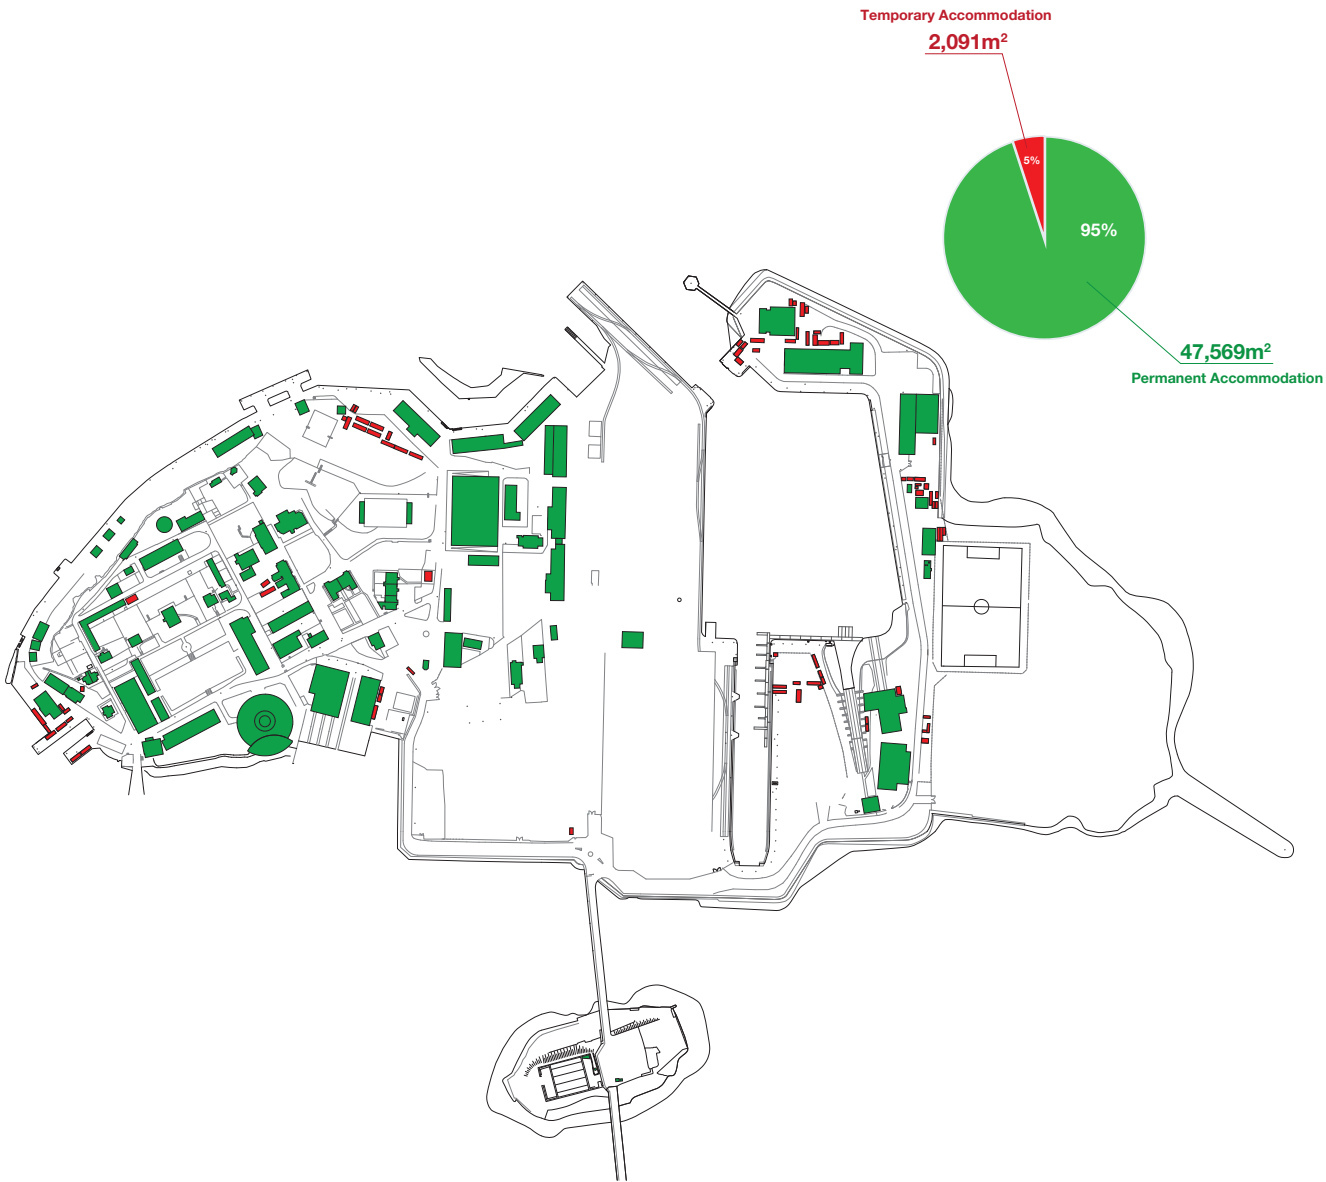 Temporary Accommodation
2,091m²
5%
95%
47,569m²
Permanent Accommodation